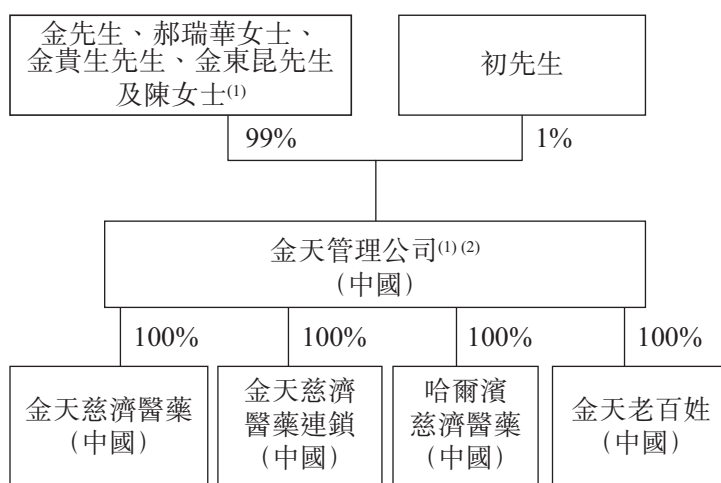 金先生、郝瑞華女士、
金貴生先生、金東昆先生
及陳女士(1)
初先生
99%
1%
金天管理公司(1) (2)
(中國)
100%
100%
100%
100%
金天慈濟醫藥
(中國)
金天慈濟
醫藥連鎖
(中國)
哈爾濱
慈濟醫藥
(中國)
金天老百姓
(中國)